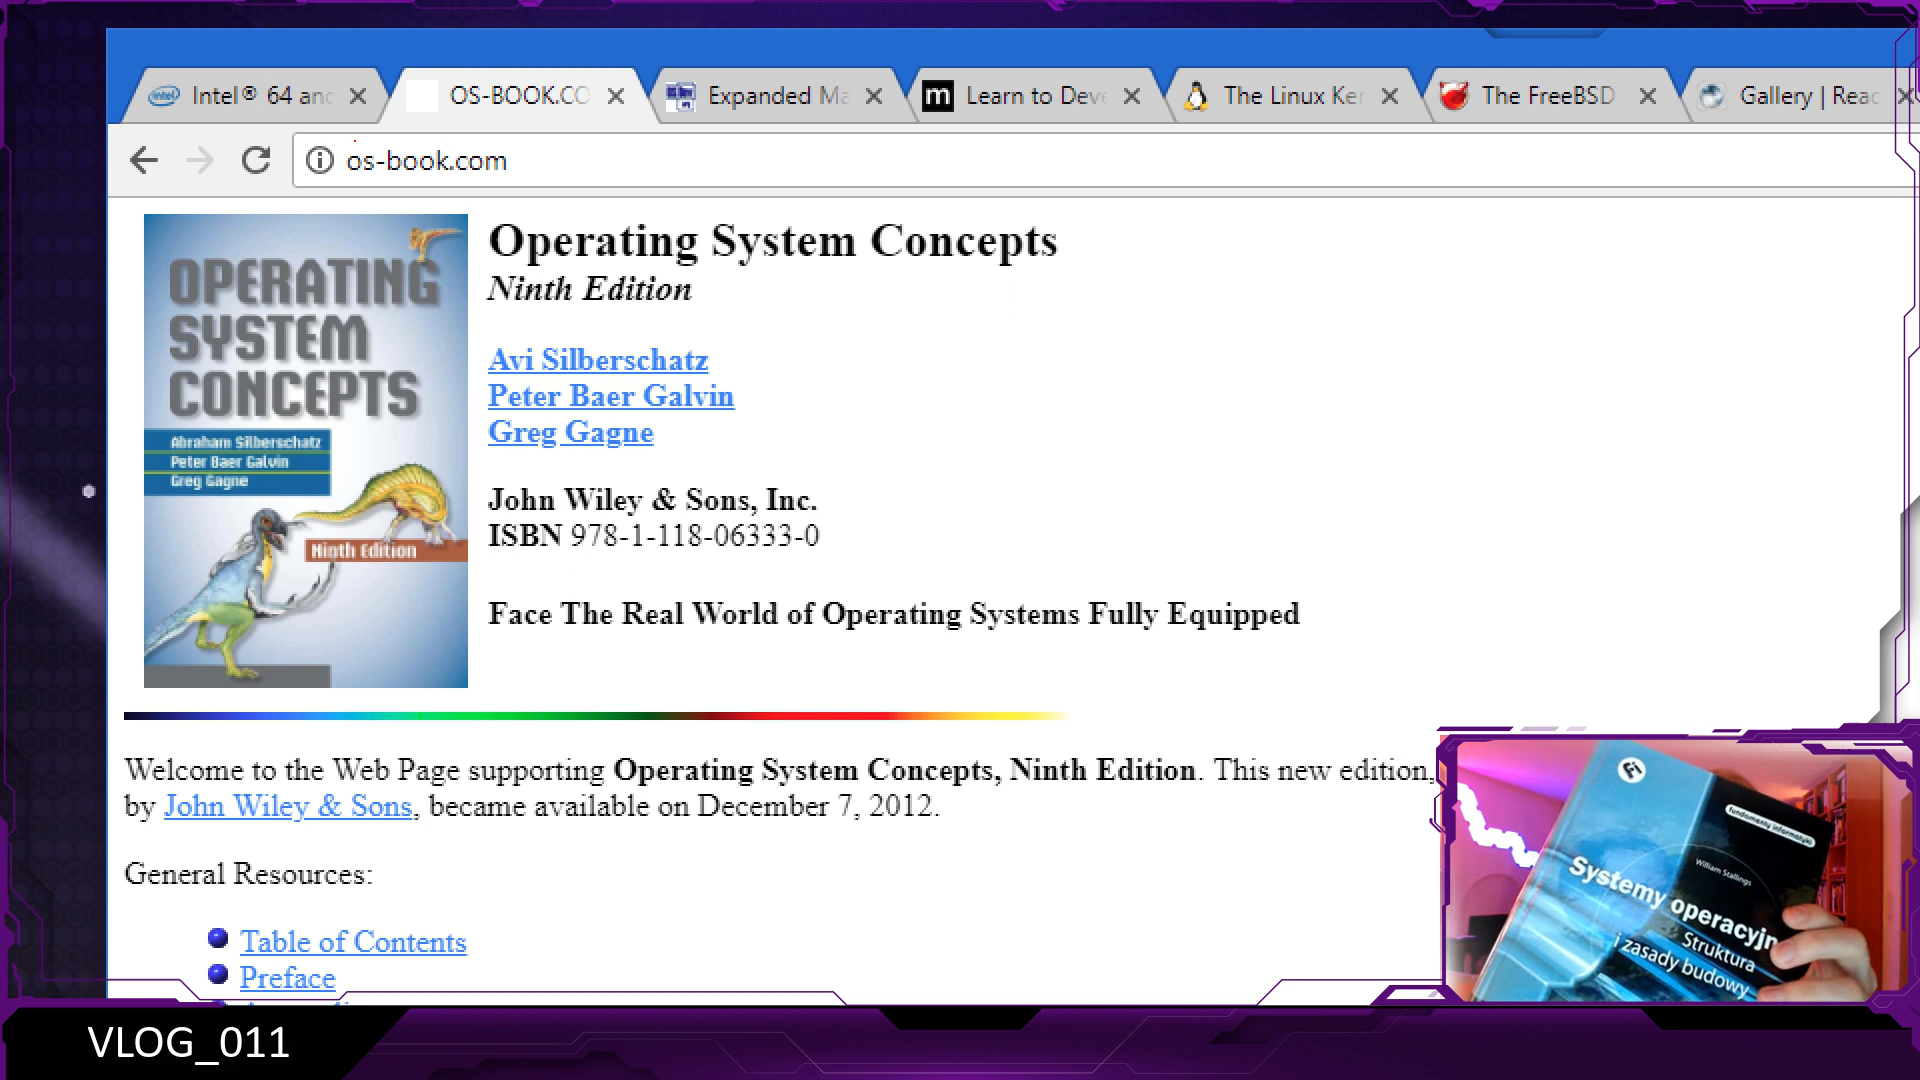 Intel® 64 and
OS-BOOK.CO
Expanded Ma
Learn to Deve
The Linux Ker
The FreeBSD
Gallery | Reac
os-book.com
OPERATING
SYSTEM
CONCEPTS
Abraham Silberschatz
Peter Baer Galvin
Greg Gagne
Ninth Edition
Operating System Concepts
Ninth Edition
Avi Silberschatz
Peter Baer Galvin
Greg Gagne
John Wiley & Sons, Inc.
ISBN 978-1-118-06333-0
Face The Real World of Operating Systems Fully Equipped
Welcome to the Web Page supporting Operating System Concepts, Ninth Edition. This new edition,
by John Wiley & Sons, became available on December 7, 2012.
General Resources:
Table of Contents
Preface
fundamenty informatyki
William Stallings
Systemy operacyjn
Struktura
i zasady budowy
VLOG_011